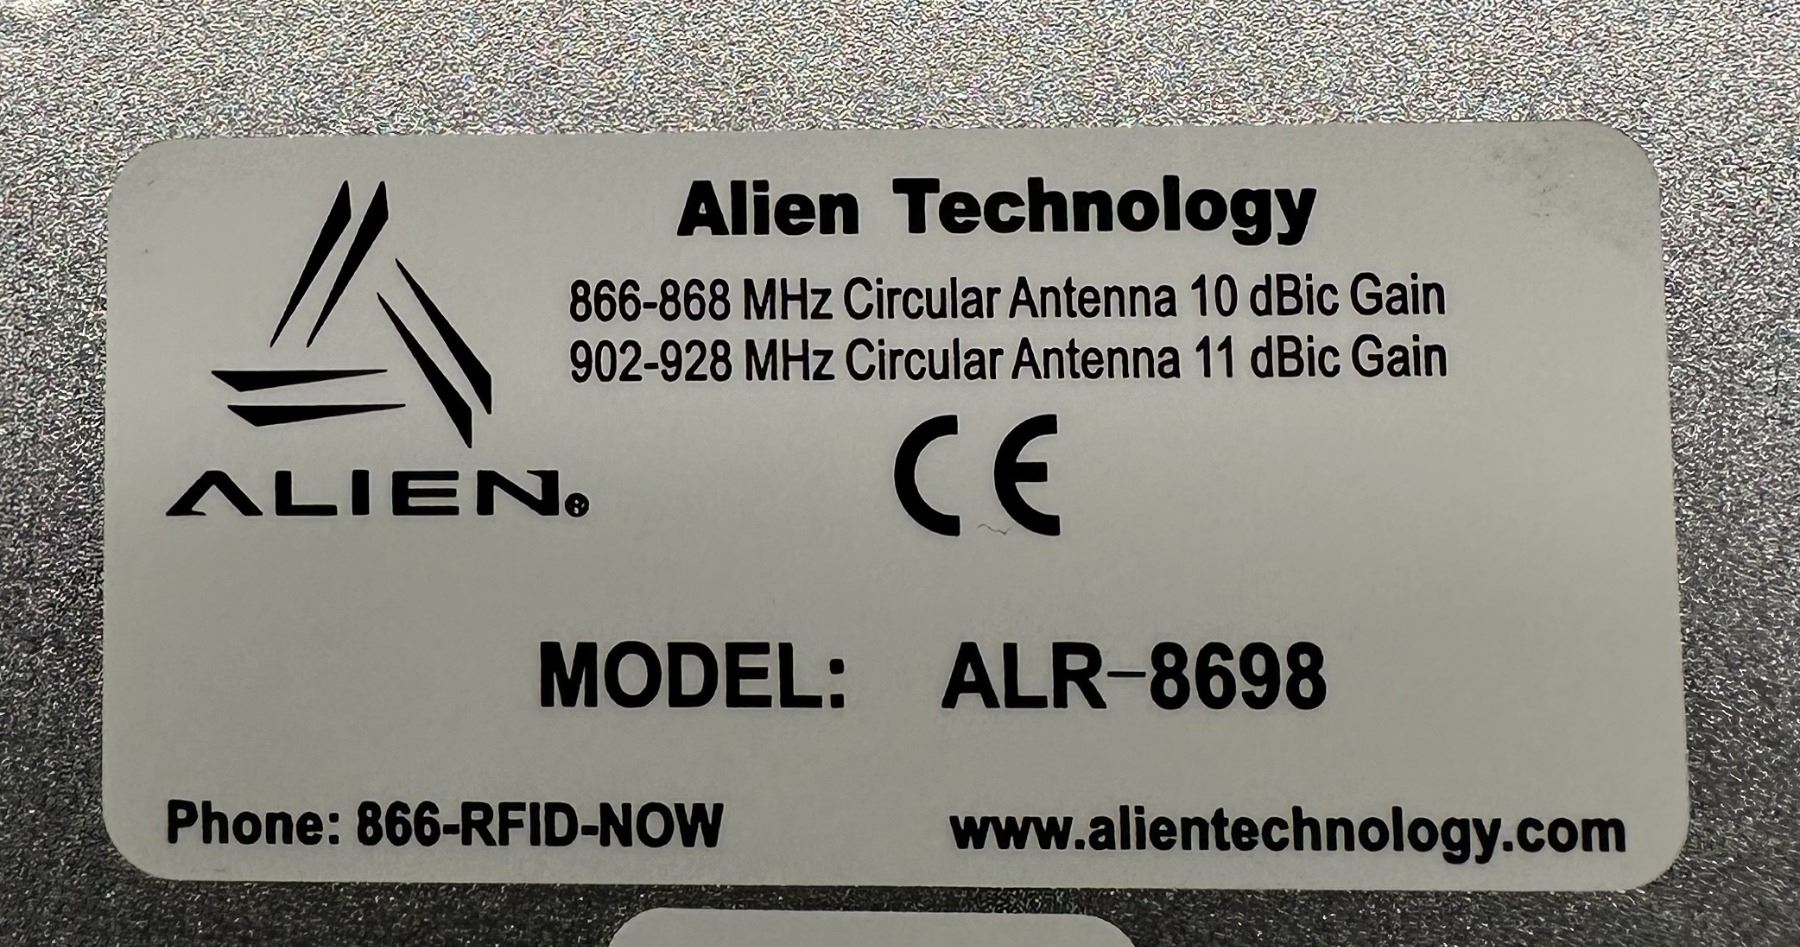 Alien Technology
866-868 MHz Circular Antenna 10 dBic Gain
902-928 MHz Circular Antenna 11 dBic Gain
ALIEN®
CE
MODEL: ALR-8698
Phone: 866-RFID-NOW
www.alientechnology.com